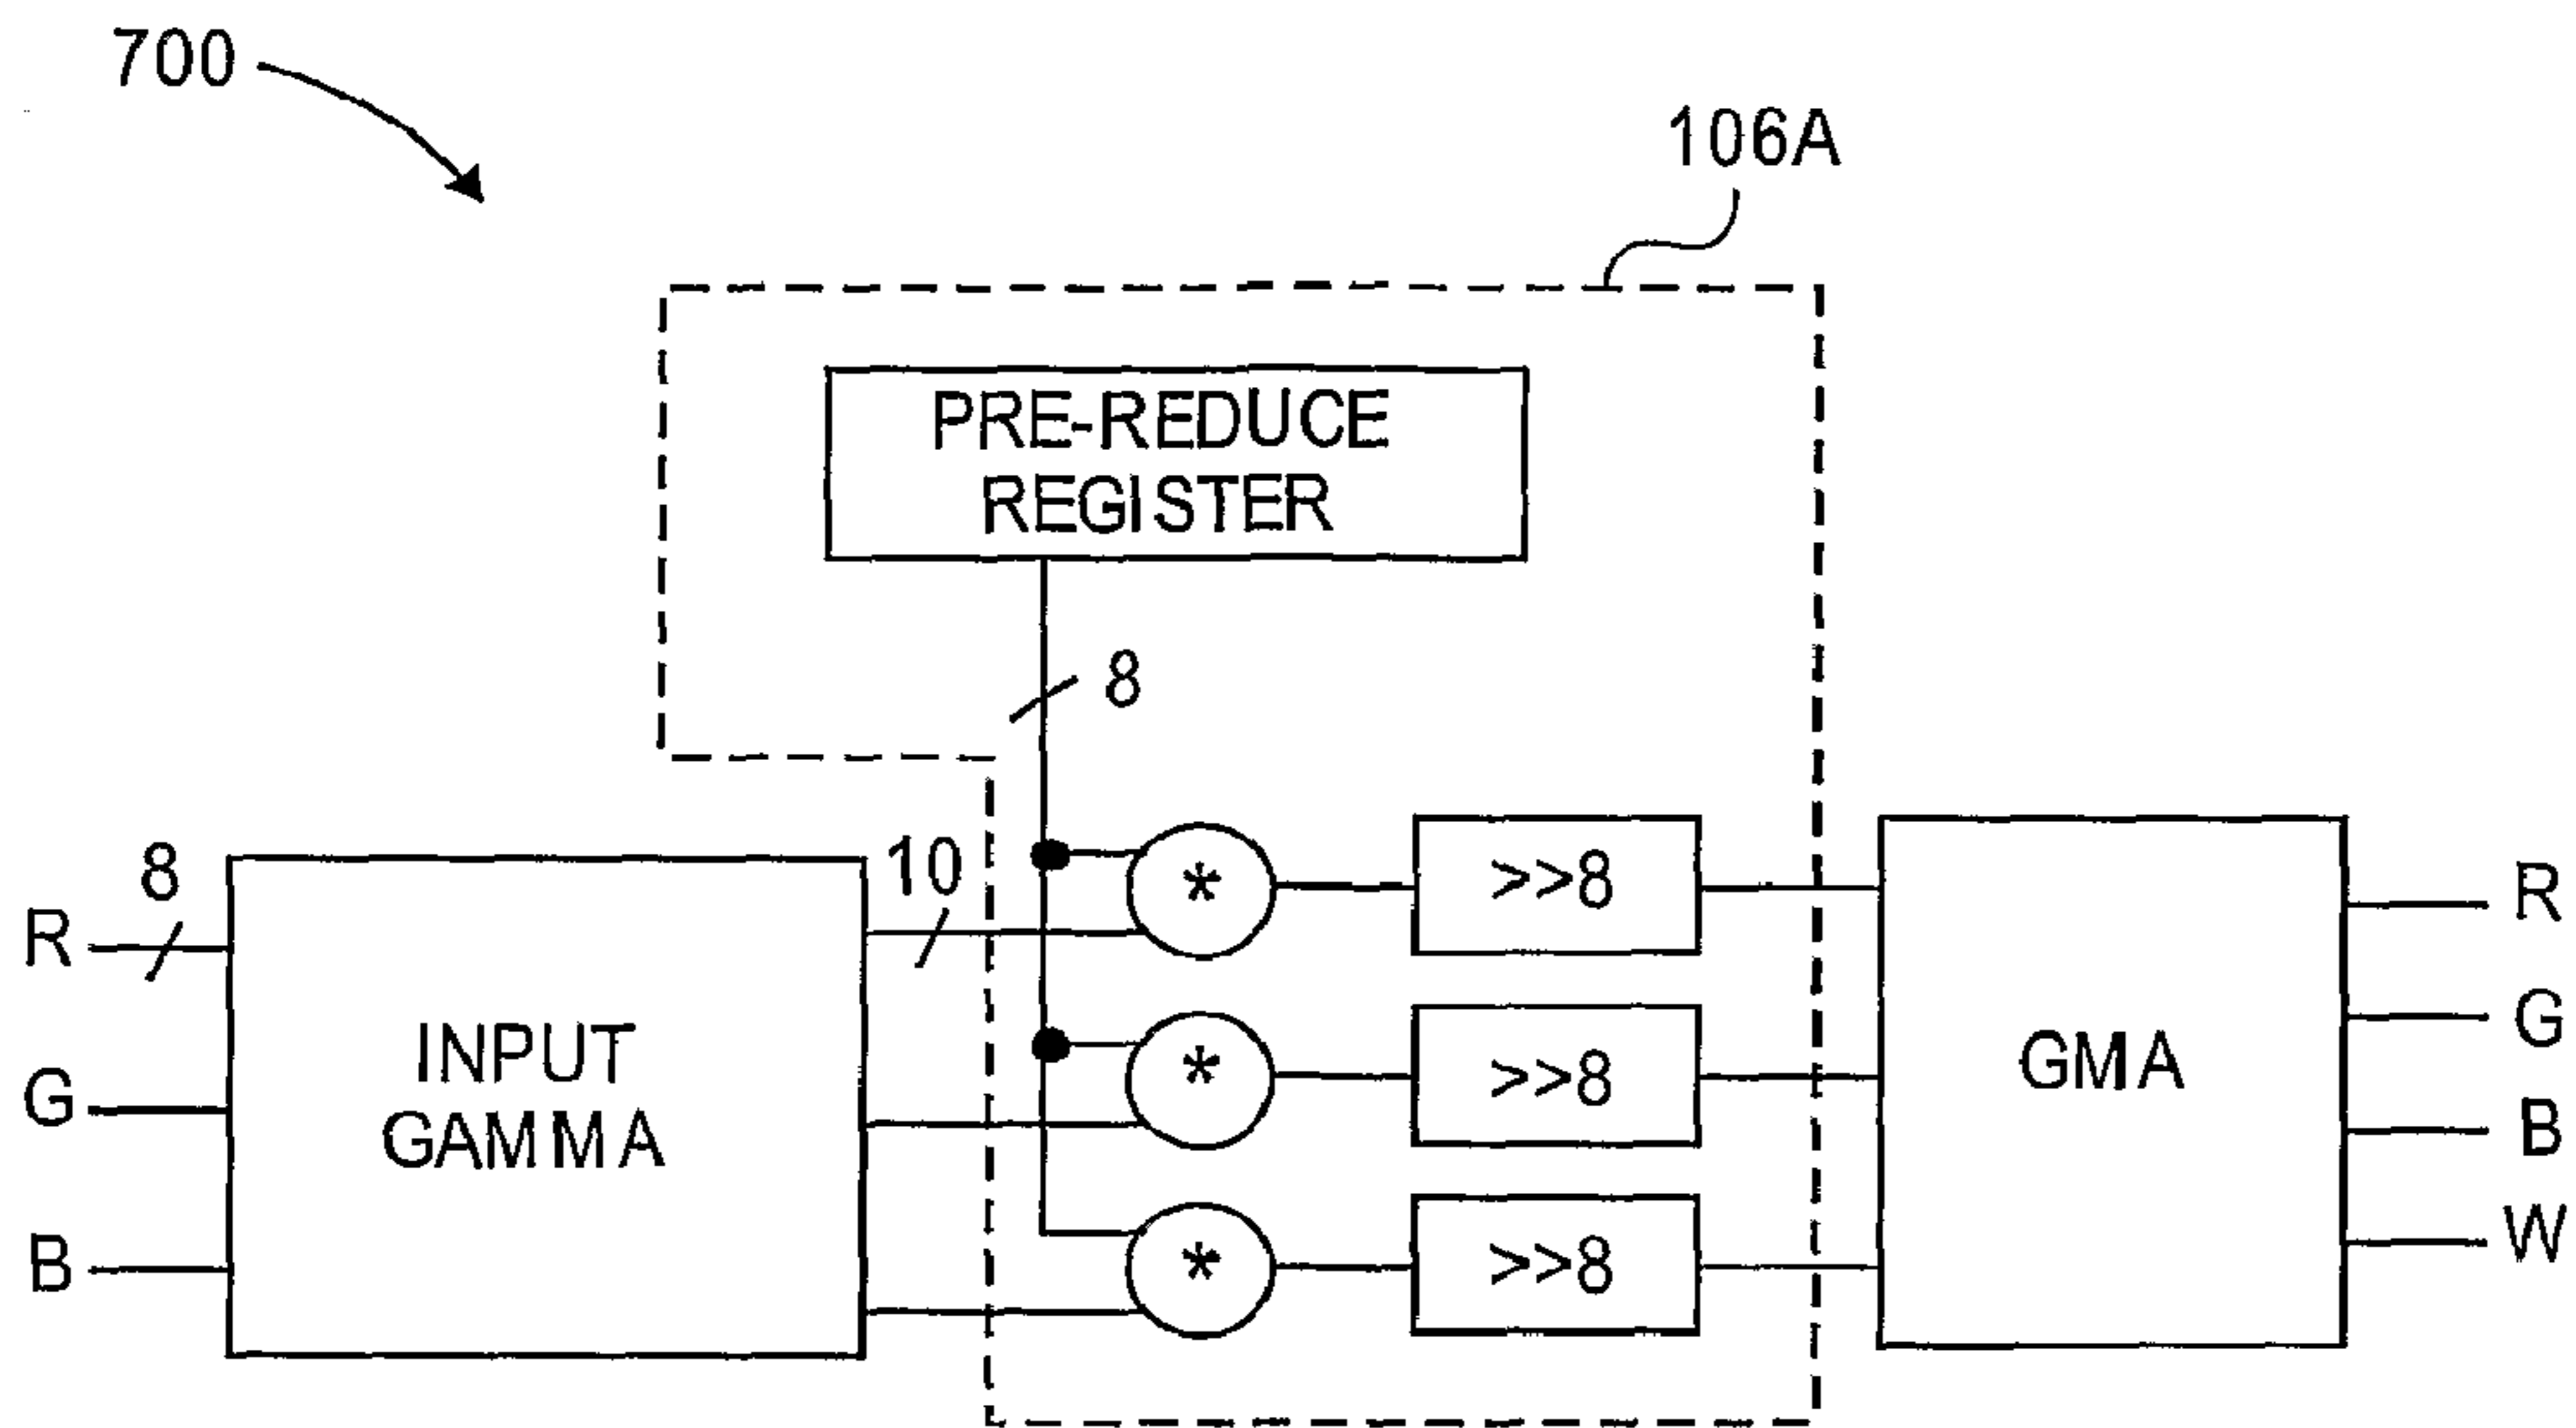 700
106A
PRE-REDUCE
REGISTER
8
8
10
R
G
B
INPUT
GAMMA
*
>>8
*
>>8
*
>>8
GMA
R
G
B
W